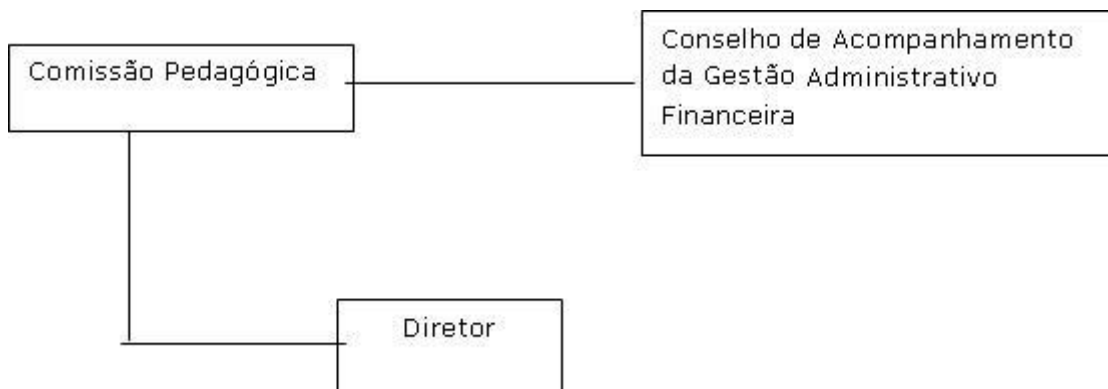 Comissão Pedagógica
Conselho de Acompanhamento
da Gestão Administrativo
Financeira
Diretor